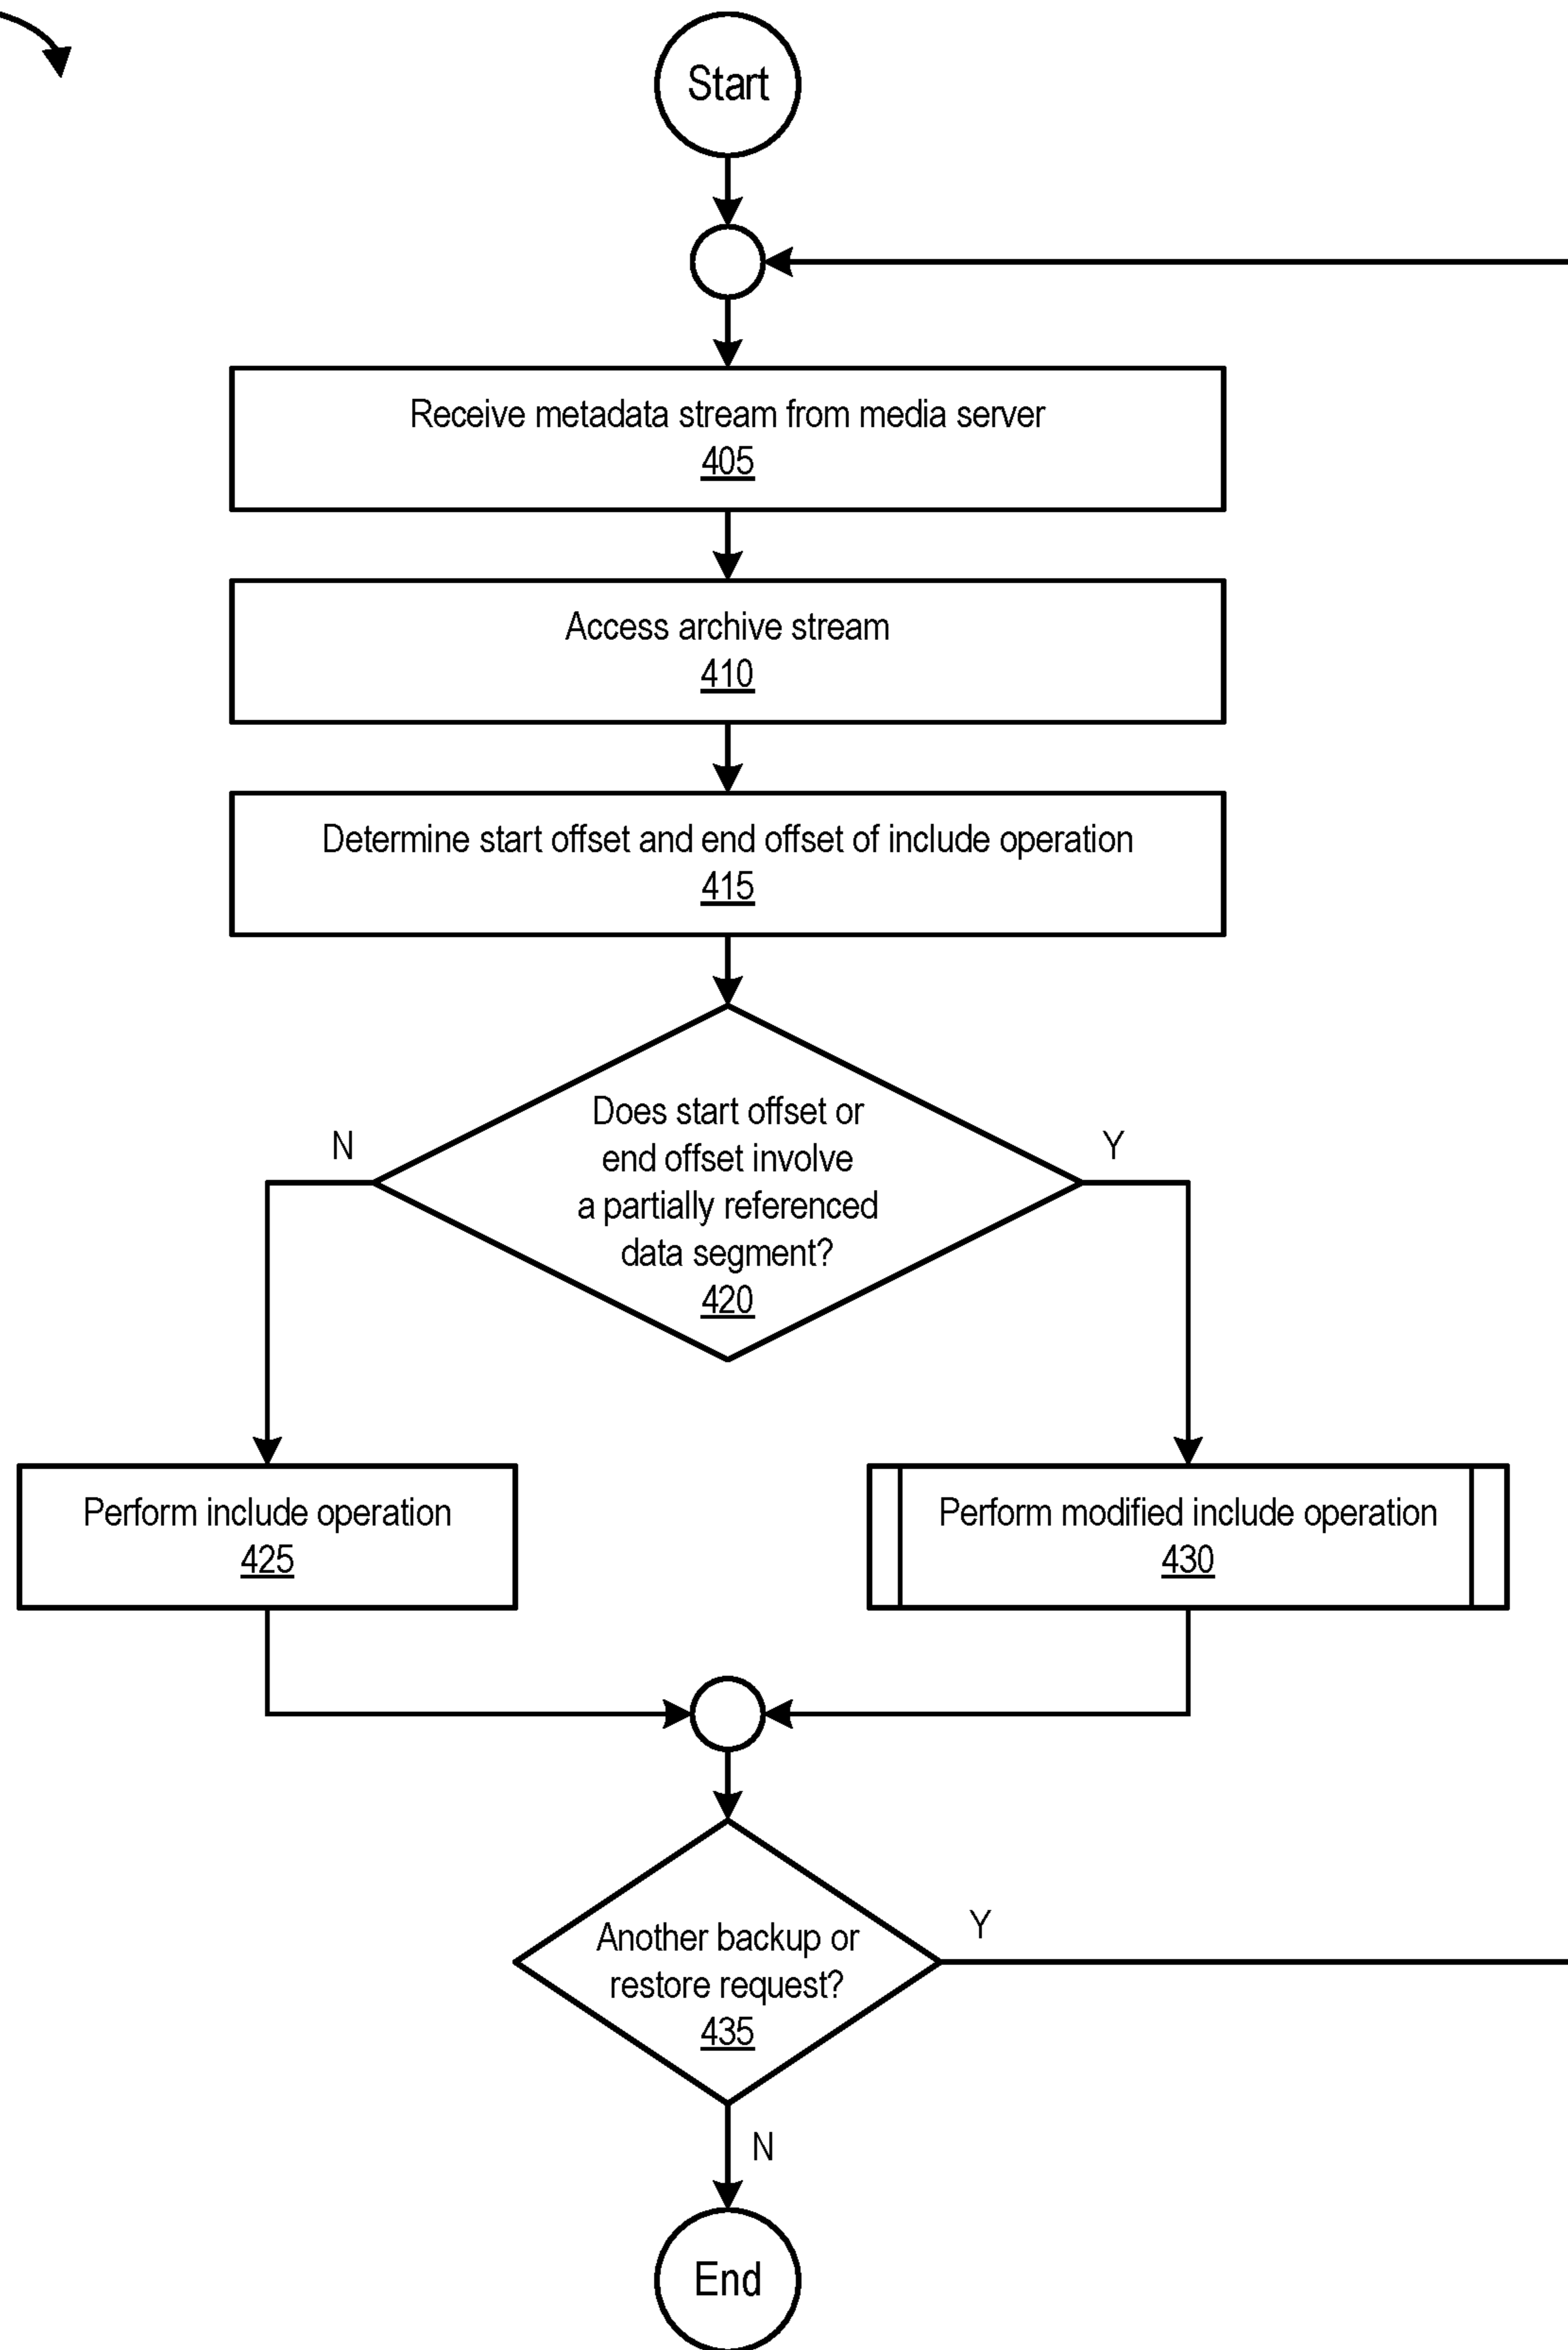 Start
Receive metadata stream from media server
405
Access archive stream
410
Determine start offset and end offset of include operation
415
Does start offset or
end offset involve
a partially referenced
data segment?
420
N
Y
Perform include operation
425
Perform modified include operation
430
Another backup or
restore request?
435
Y
N
End